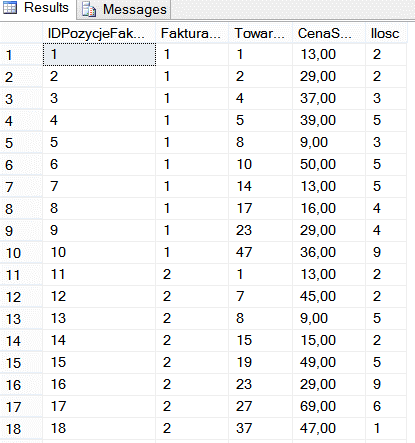 Results Messages
IDPozycjeFak... Faktura... Towar... CenaS... Ilosc
1 1 1 1 13,00 2
2 2 1 2 29,00 2
3 3 1 4 37,00 3
4 4 1 5 39,00 5
5 5 1 8 9,00 3
6 6 1 10 50,00 5
7 7 1 14 13,00 5
8 8 1 17 16,00 4
9 9 1 23 29,00 4
10 10 1 47 36,00 9
11 11 2 1 13,00 2
12 12 2 7 45,00 2
13 13 2 8 9,00 5
14 14 2 15 15,00 2
15 15 2 19 49,00 5
16 16 2 23 29,00 9
17 17 2 27 69,00 6
18 18 2 37 47,00 1